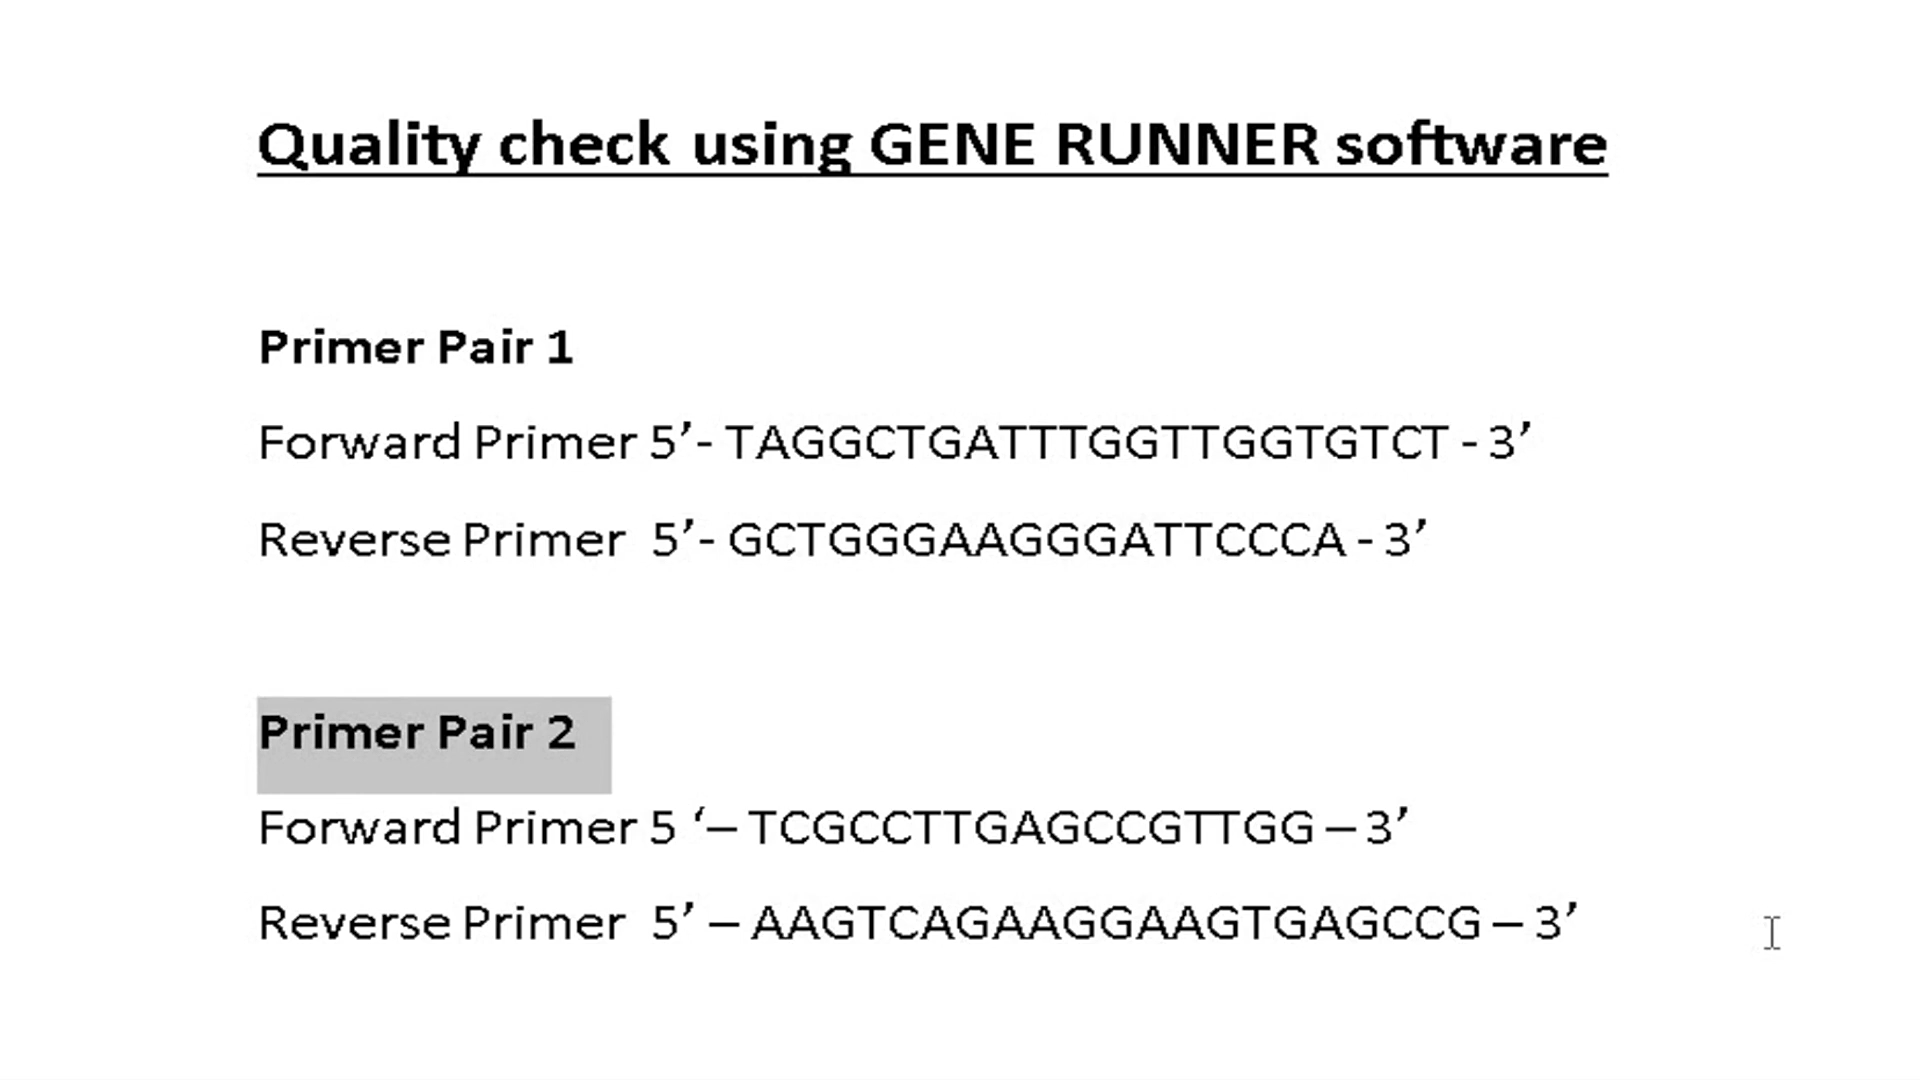 Quality check using GENE RUNNER software
Primer Pair 1
Forward Primer 5’- TAGGCTGATTTGGTTGGTGTCT - 3’
Reverse Primer 5’- GCTGGGAAGGGATTCCCA - 3’
Primer Pair 2
Forward Primer 5 ‘– TCGCCTTGAGCCGTTGG – 3’
Reverse Primer 5’ – AAGTCAGAAGGAAGTGAGCCG – 3’